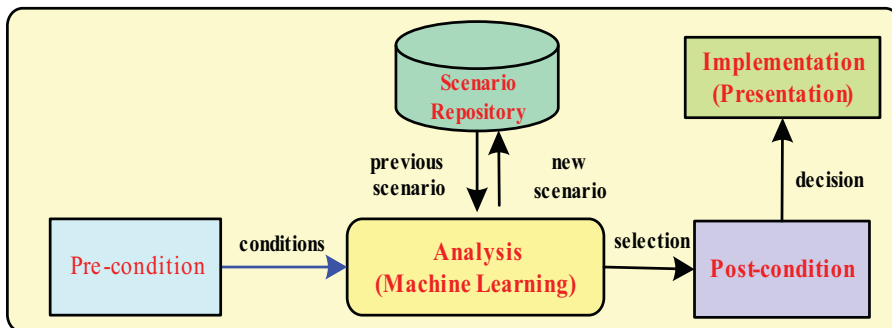 Scenario
Repository
Implementation
(Presentation)
previous
scenario
new
scenario
decision
Pre-condition
conditions
Analysis
(Machine Learning)
selection
Post-condition